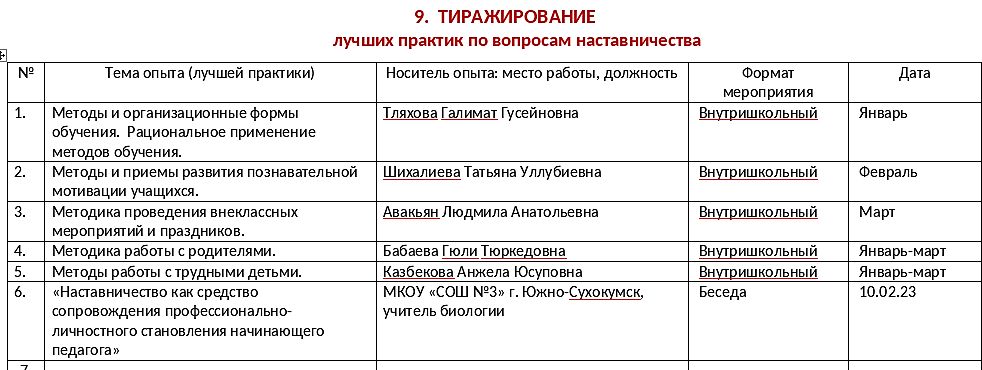 9. ТИРАЖИРОВАНИЕ
лучших практик по вопросам наставничества
№ Тема опыта (лучшей практики) Носитель опыта: место работы, должность Формат мероприятия Дата
1. Методы и организационные формы обучения. Рациональное применение методов обучения. Тляхова Галимат Гусейновна Внутришкольный Январь
2. Методы и приемы развития познавательной мотивации учащихся. Шихалиева Татьяна Уллубиевна Внутришкольный Февраль
3. Методика проведения внеклассных мероприятий и праздников. Авакьян Людмила Анатольевна Внутришкольный Март
4. Методика работы с родителями. Бабаева Гюли Тюркедовна Внутришкольный Январь-март
5. Методы работы с трудными детьми. Казбекова Анжела Юсуповна Внутришкольный Январь-март
6. «Наставничество как средство сопровождения профессионально-личностного становления начинающего педагога» МКОУ «СОШ №3» г. Южно-Сухокумск, учитель биологии Беседа 10.02.23
7.